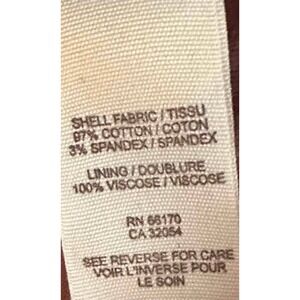 SHELL FABRIC / TISSU
97% COTTON / COTON
3% SPANDEX / SPANDEX
LINING / DOUBLURE
100% VISCOSE / VISCOSE
RN 66170
CA 32054
SEE REVERSE FOR CARE
VOIR L'INVERSE POUR
LE SOIN